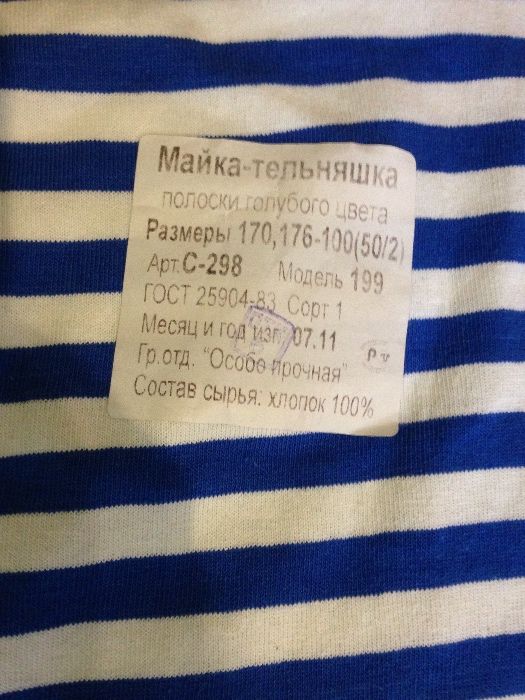 Майка-тельняшка
полоски голубого цвета
Размеры 170,176-100(50/2)
Арт.С-298 Модель 199
ГОСТ 25904-83 Сорт 1
Месяц и год изг. 07.11
Гр.отд. "Особо прочная"
Состав сырья: хлопок 100%